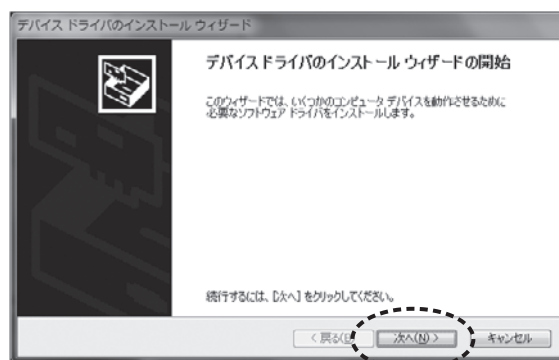 デバイス ドライバのインストール ウィザード
デバイス ドライバのインストール ウィザードの開始
このウィザードでは、いくつかのコンピュータ デバイスを動作させるために
必要なソフトウェア ドライバをインストールします。
続行するには、[次へ] をクリックしてください。
< 戻る(B)
次へ(N) >
キャンセル